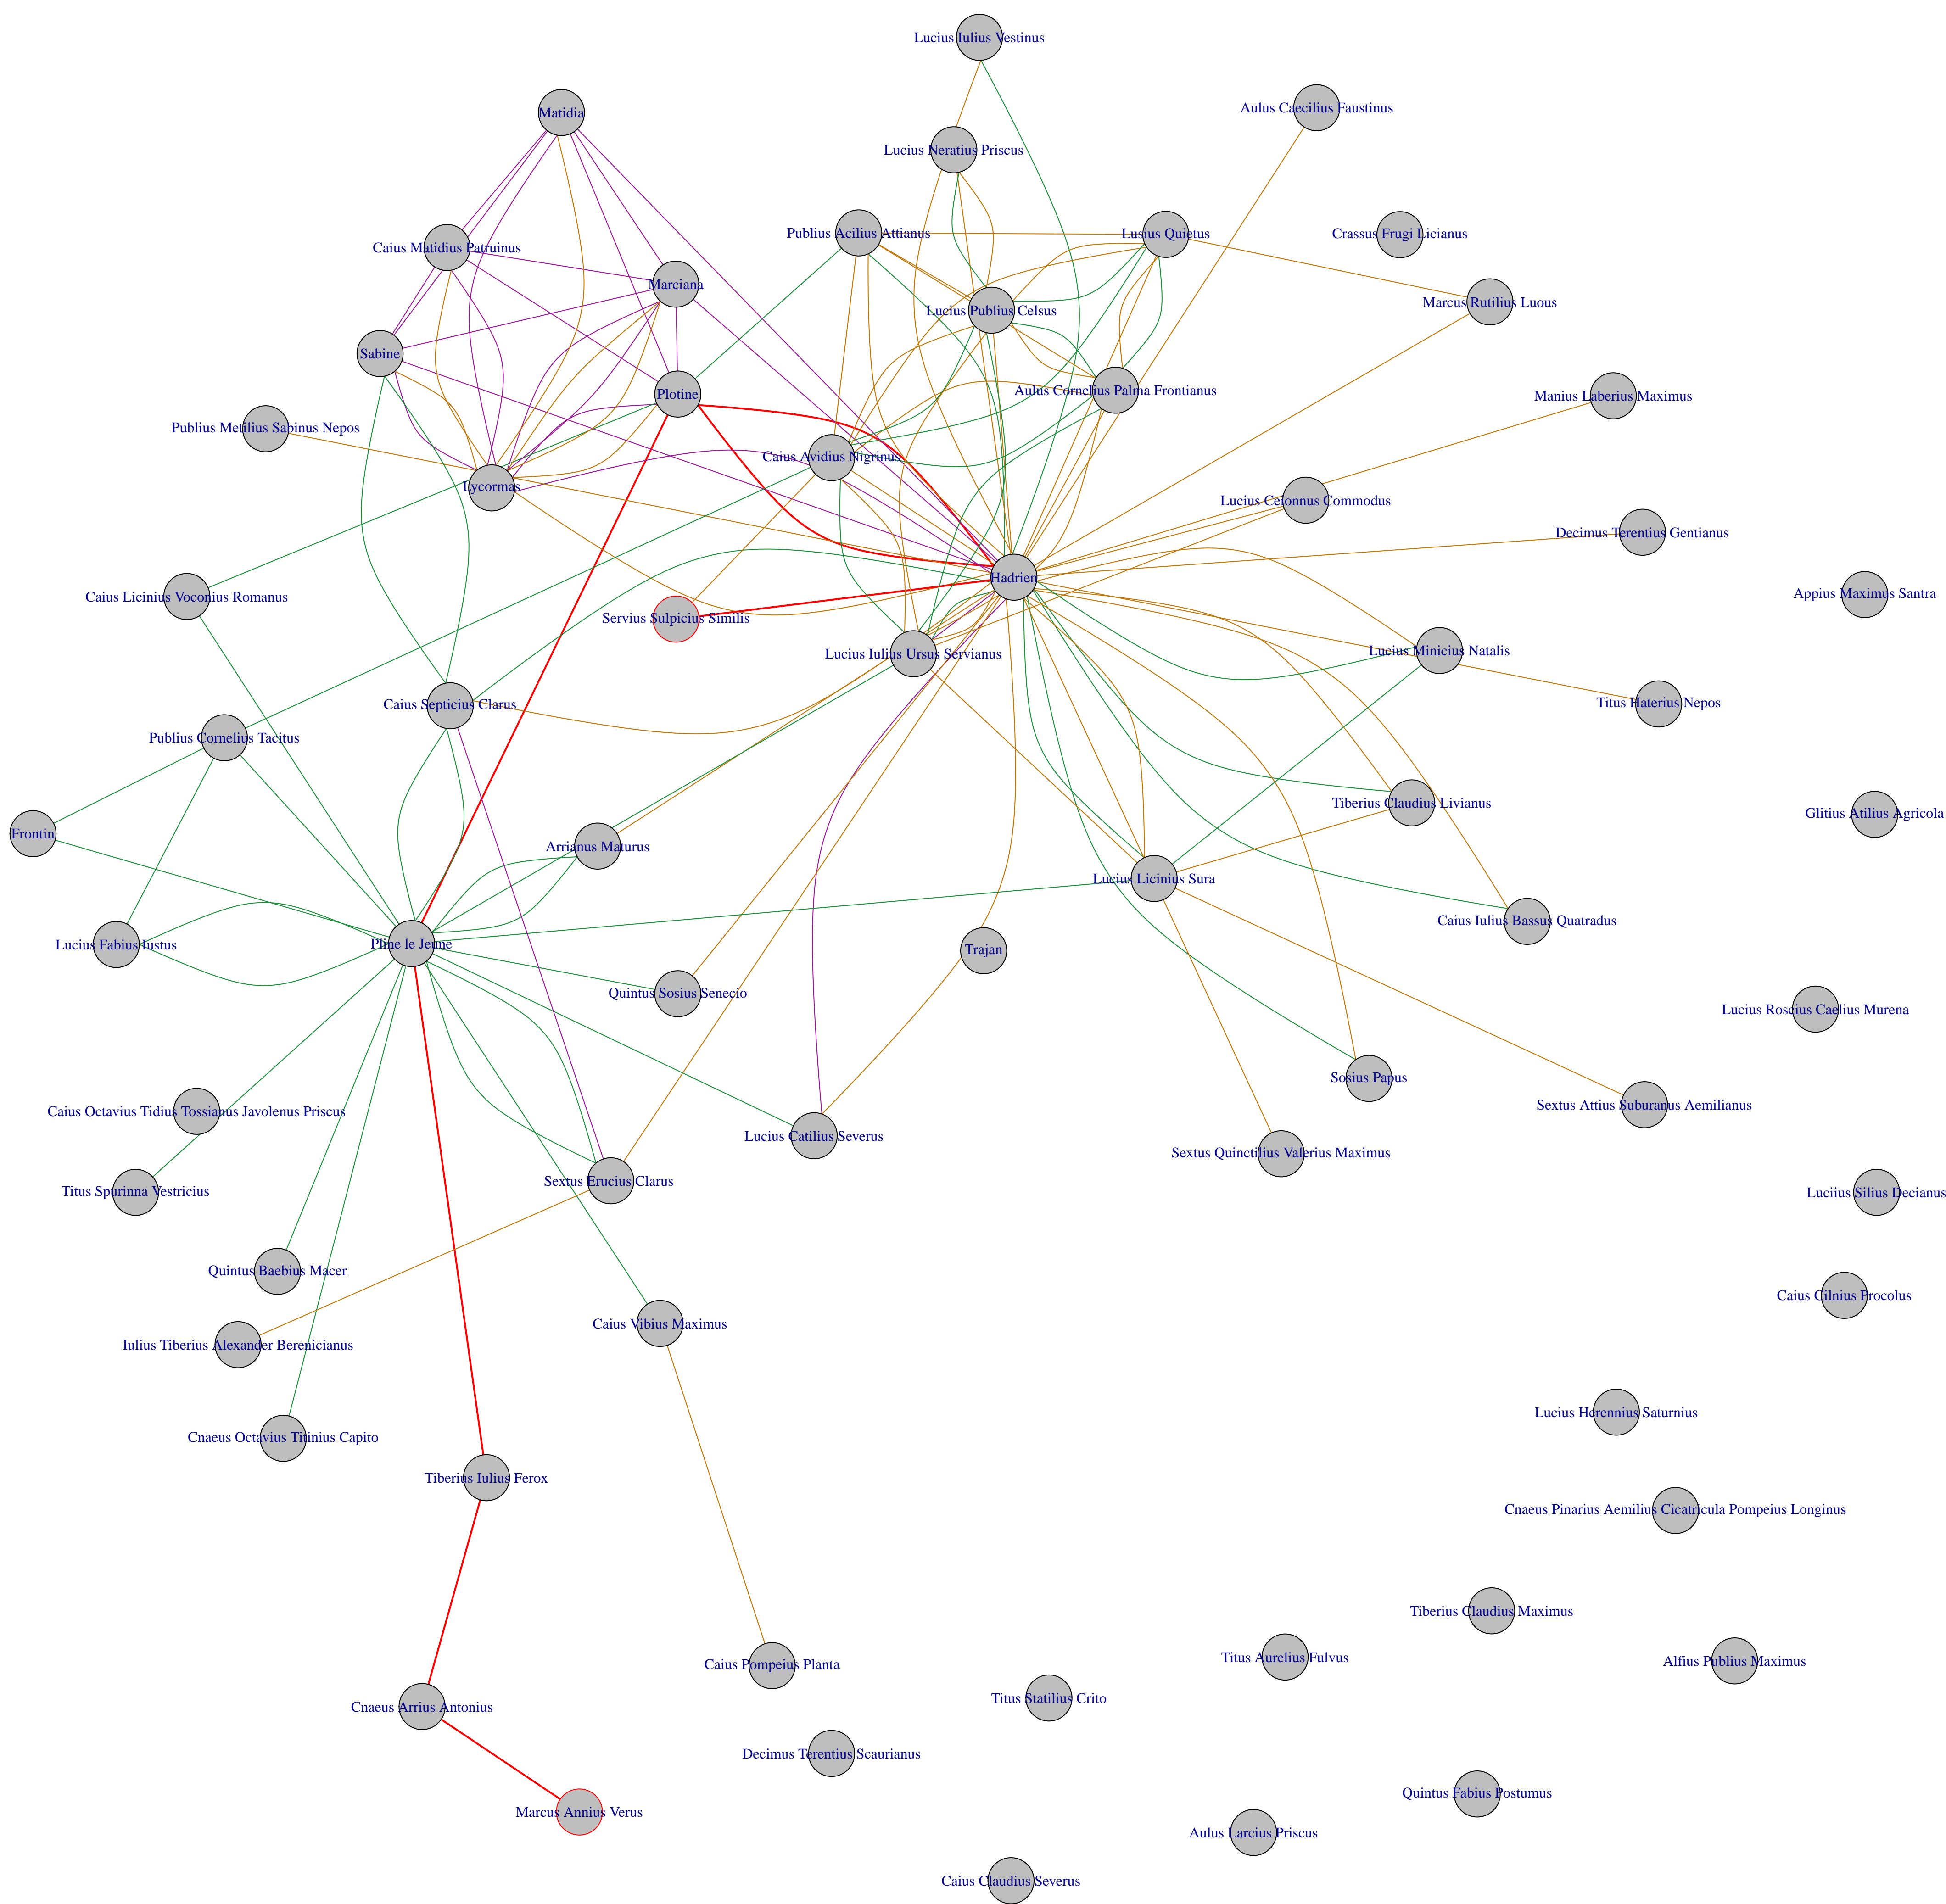 Lucius Iulius Vestinus
Matidia
Aulus Caecilius Faustinus
Lucius Neratius Priscus
Publius Acilius Attianus
Lusius Quietus
Crassus Frugi Licianus
Caius Matidius Patruinus
Marciana
Marcus Rutilius Luous
Lucius Publius Celsus
Sabine
Plotine
Aulus Cornelius Palma Frontianus
Manius Laberius Maximus
Publius Metilius Sabinus Nepos
Caius Avidius Nigrinus
Lycormas
Lucius Ceionnus Commodus
Decimus Terentius Gentianus
Hadrien
Caius Licinius Voconius Romanus
Appius Maximus Santra
Servius Sulpicius Similis
Lucius Iulius Ursus Servianus
Lucius Minicius Natalis
Caius Septicius Clarus
Titus Haterius Nepos
Publius Cornelius Tacitus
Tiberius Claudius Livianus
Glitius Atilius Agricola
Frontin
Arrianus Maturus
Lucius Licinius Sura
Caius Iulius Bassus Quatradus
Lucius Fabius Iustus
Pline le Jeune
Trajan
Quintus Sosius Senecio
Lucius Roscius Caelius Murena
Sosius Papus
Caius Octavius Tidius Tossianus Javolenus Priscus
Sextus Attius Suburanus Aemilianus
Lucius Catilius Severus
Sextus Quinctilius Valerius Maximus
Sextus Erucius Clarus
Titus Spurinna Vestricius
Luciius Silius Decianus
Quintus Baebius Macer
Caius Cilnius Procolus
Caius Vibius Maximus
Iulius Tiberius Alexander Berenicianus
Lucius Herennius Saturnius
Cnaeus Octavius Titinius Capito
Tiberius Iulius Ferox
Cnaeus Pinarius Aemilius Cicatricula Pompeius Longinus
Tiberius Claudius Maximus
Titus Aurelius Fulvus
Alfius Publius Maximus
Caius Pompeius Planta
Titus Statilius Crito
Cnaeus Arrius Antonius
Decimus Terentius Scaurianus
Quintus Fabius Postumus
Marcus Annius Verus
Aulus Larcius Priscus
Caius Claudius Severus